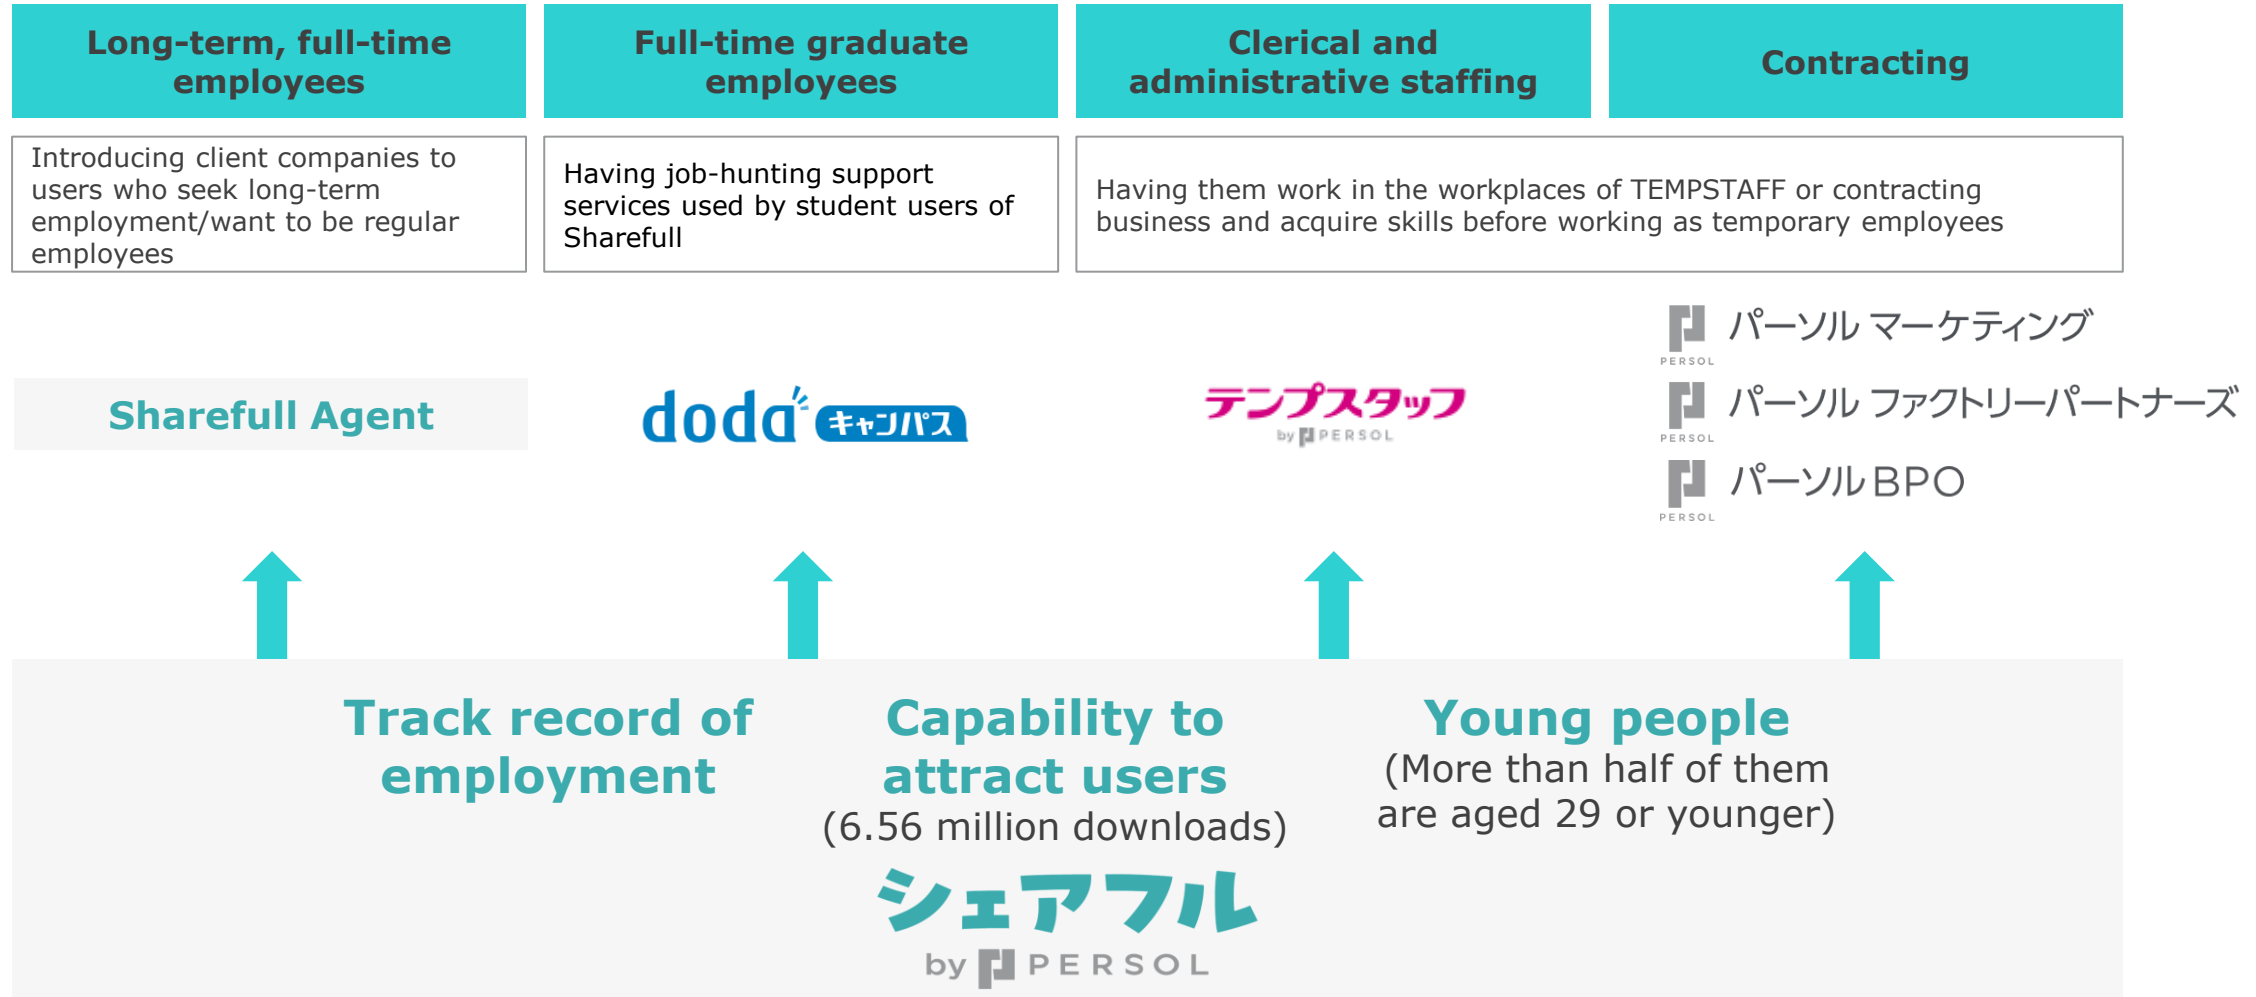 Long-term, full-time
employees
Full-time graduate
employees
Clerical and
administrative staffing
Contracting
Introducing client companies to
users who seek long-term
employment/want to be regular
employees
Having job-hunting support
services used by student users of
Sharefull
Having them work in the workplaces of TEMPSTAFF or contracting
business and acquire skills before working as temporary employees
Sharefull Agent
doda キャンパス
テンプスタッフ
by PERSOL
パーソル マーケティング
PERSOL
パーソル ファクトリーパートナーズ
PERSOL
パーソルBPO
PERSOL
Track record of
employment
Capability to
attract users
(6.56 million downloads)
Young people
(More than half of them
are aged 29 or younger)
シェアフル
by PERSOL